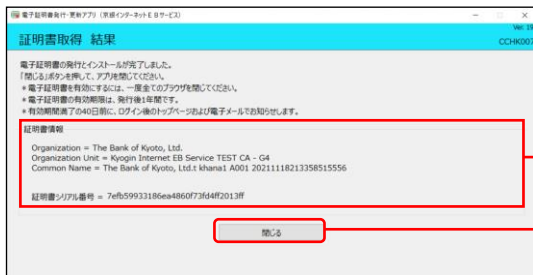 電子証明書発行・更新アプリ（京銀インターネットＥＢサービス）
Ver: 19
証明書取得 結果
CCHK007
電子証明書の発行とインストールが完了しました。
「閉じる」ボタンを押して、アプリを閉じてください。
＊電子証明書を有効にするには、一度全てのブラウザを閉じてください。
＊電子証明書の有効期限は、発行後1年間です。
＊有効期間満了の40日前に、ログイン後のトップページおよび電子メールでお知らせします。
証明書情報
Organization = The Bank of Kyoto, Ltd.
Organization Unit = Kyogin Internet EB Service TEST CA - G4
Common Name = The Bank of Kyoto, Ltd.t khana1 A001 20211118213358515556
証明書シリアル番号 = 7efb59933186ea4860f73fd4ff2013ff
閉じる